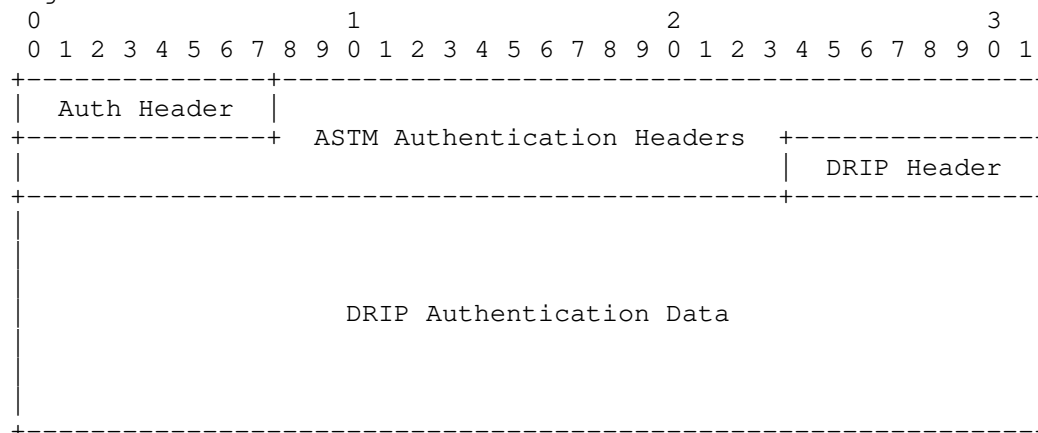 0 1 2 3
0 1 2 3 4 5 6 7 8 9 0 1 2 3 4 5 6 7 8 9 0 1 2 3 4 5 6 7 8 9 0 1
Auth Header
ASTM Authentication Headers
DRIP Header
DRIP Authentication Data